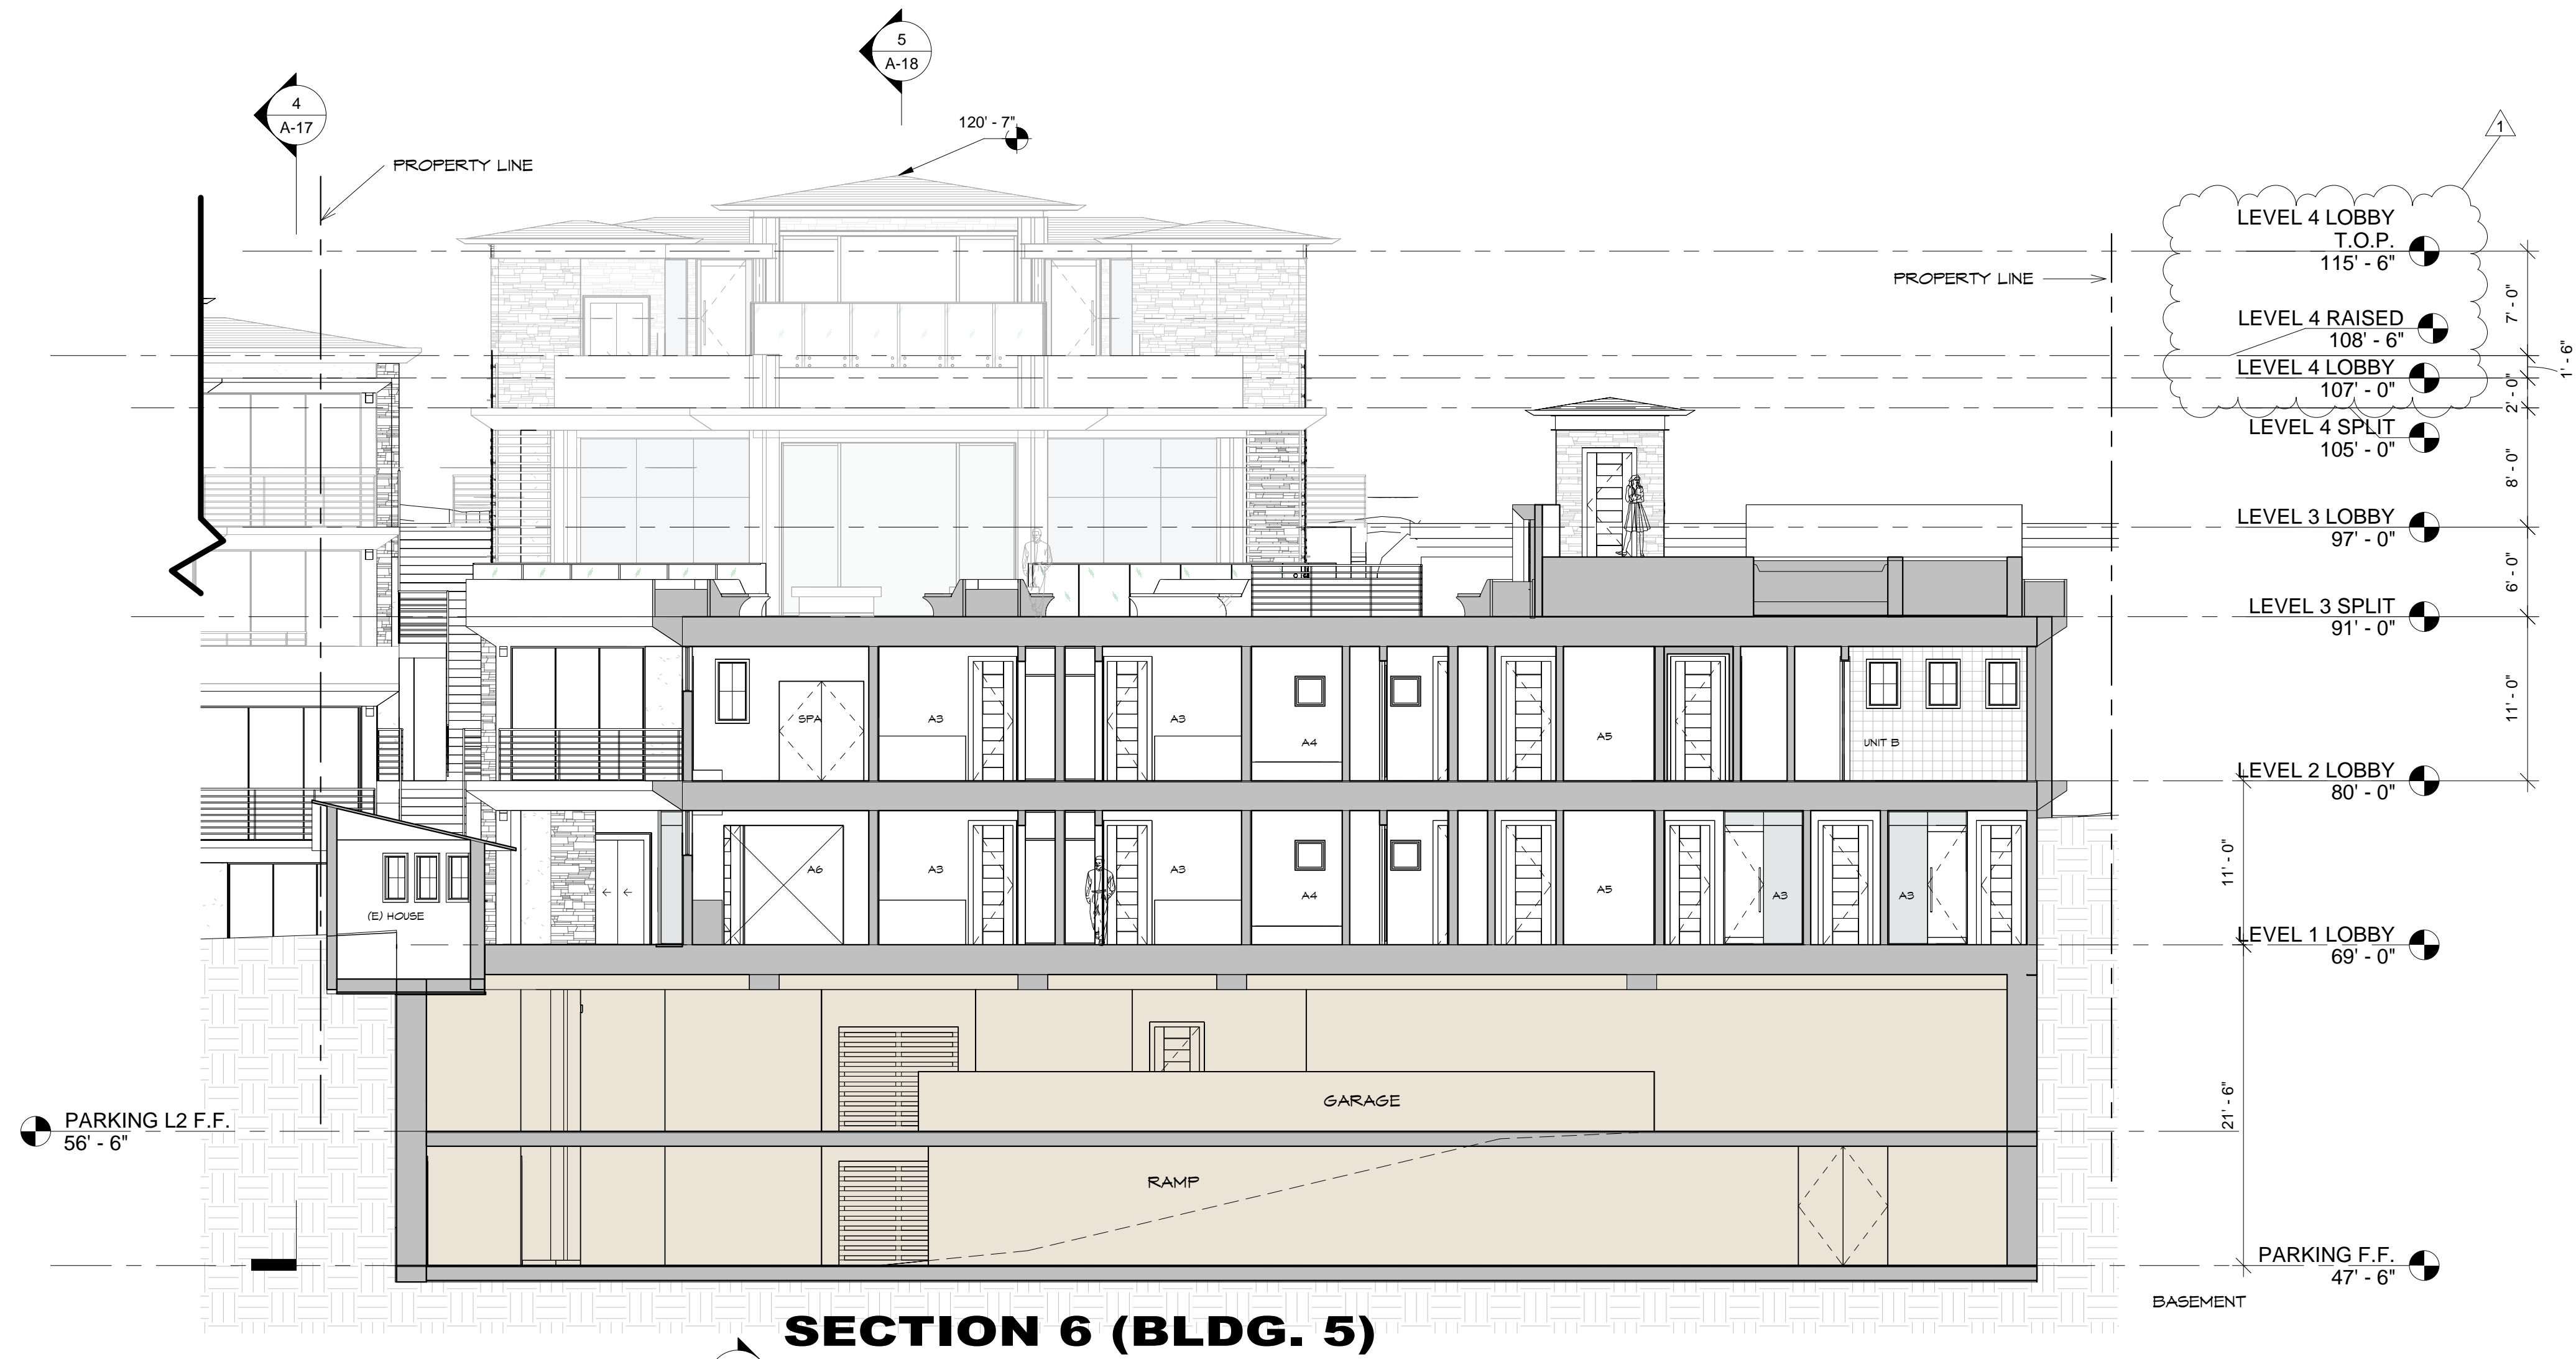 5
A-18
4
A-17
120' - 7"
1
PROPERTY LINE
PROPERTY LINE
LEVEL 4 LOBBY
T.O.P.
115' - 6"
7' - 0"
LEVEL 4 RAISED
108' - 6"
1' - 6"
LEVEL 4 LOBBY
107' - 0"
2' - 0"
LEVEL 4 SPLIT
105' - 0"
8' - 0"
LEVEL 3 LOBBY
97' - 0"
6' - 0"
LEVEL 3 SPLIT
91' - 0"
11' - 0"
SPA
A3
A3
A4
A5
UNIT B
LEVEL 2 LOBBY
80' - 0"
11' - 0"
(E) HOUSE
A6
A3
A3
A4
A5
A3
A3
LEVEL 1 LOBBY
69' - 0"
21' - 6"
GARAGE
PARKING L2 F.F.
56' - 6"
RAMP
PARKING F.F.
47' - 6"
BASEMENT
SECTION 6 (BLDG. 5)